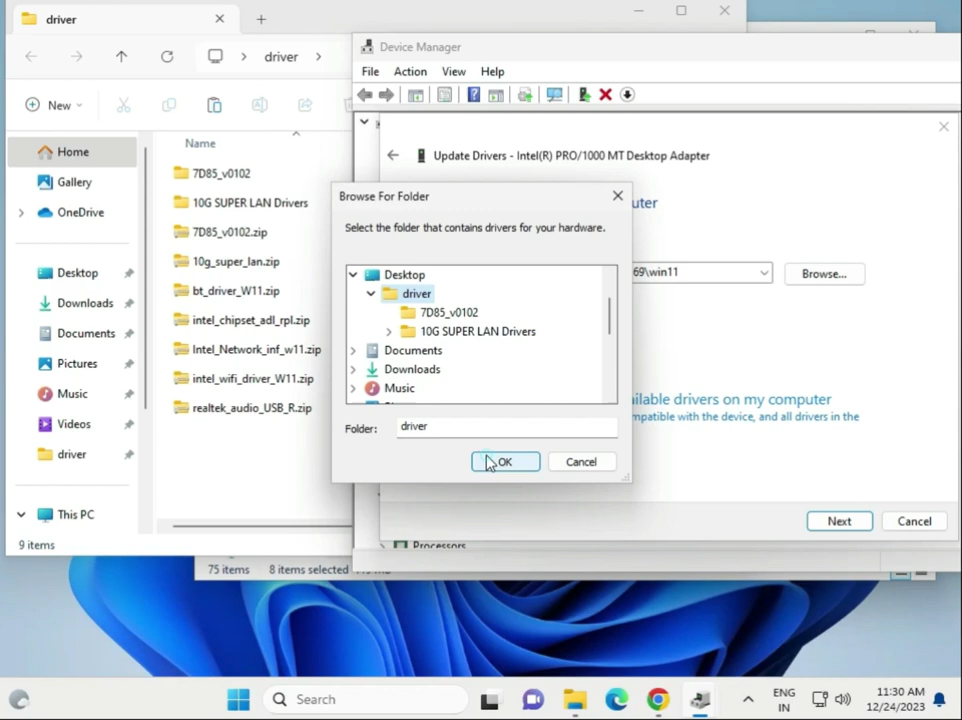 driver
driver
New
Home
Gallery
OneDrive
Desktop
Downloads
Documents
Pictures
Music
Videos
driver
This PC
9 items
Name
7D85_v0102
10G SUPER LAN Drivers
7D85_v0102.zip
10g_super_lan.zip
bt_driver_W11.zip
intel_chipset_adl_rpl.zip
Intel_Network_inf_w11.zip
intel_wifi_driver_W11.zip
realtek_audio_USB_R.zip
75 items 8 items selected
Device Manager
File Action View Help
Update Drivers - Intel(R) PRO/1000 MT Desktop Adapter
uter
69\win11
Browse...
ilable drivers on my computer
mpatible with the device, and all drivers in the
Next Cancel
Processors
Browse For Folder
Select the folder that contains drivers for your hardware.
Desktop
driver
7D85_v0102
10G SUPER LAN Drivers
Documents
Downloads
Music
Folder: driver
OK Cancel
Search
ENG
IN
11:30 AM
12/24/2023